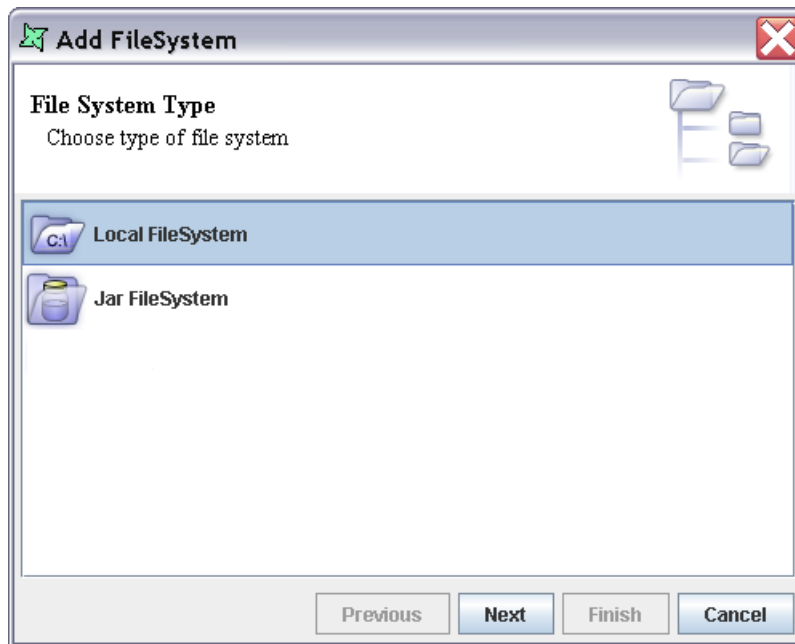 Add FileSystem
File System Type
Choose type of file system
C:\ Local FileSystem
Jar FileSystem
Previous Next Finish Cancel